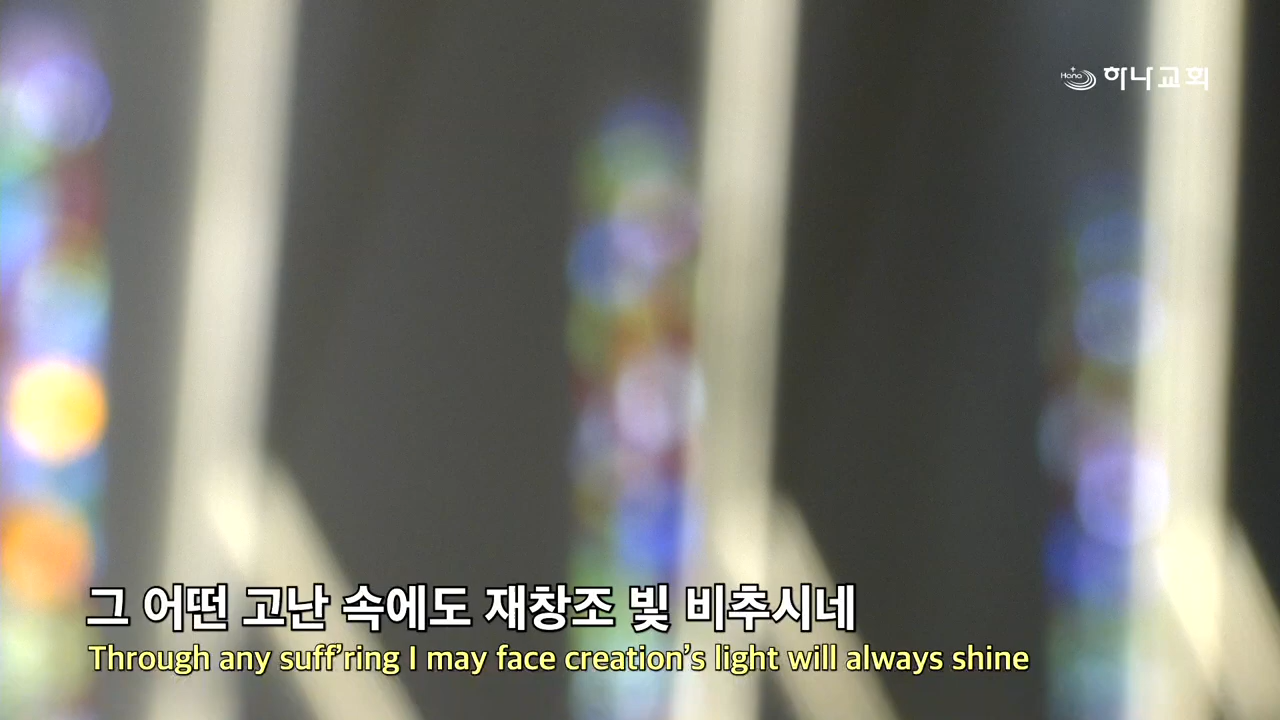 Hana 하나교회
그 어떤 고난 속에도 재창조 빛 비추시네
Through any suff'ring I may face creation's light will always shine